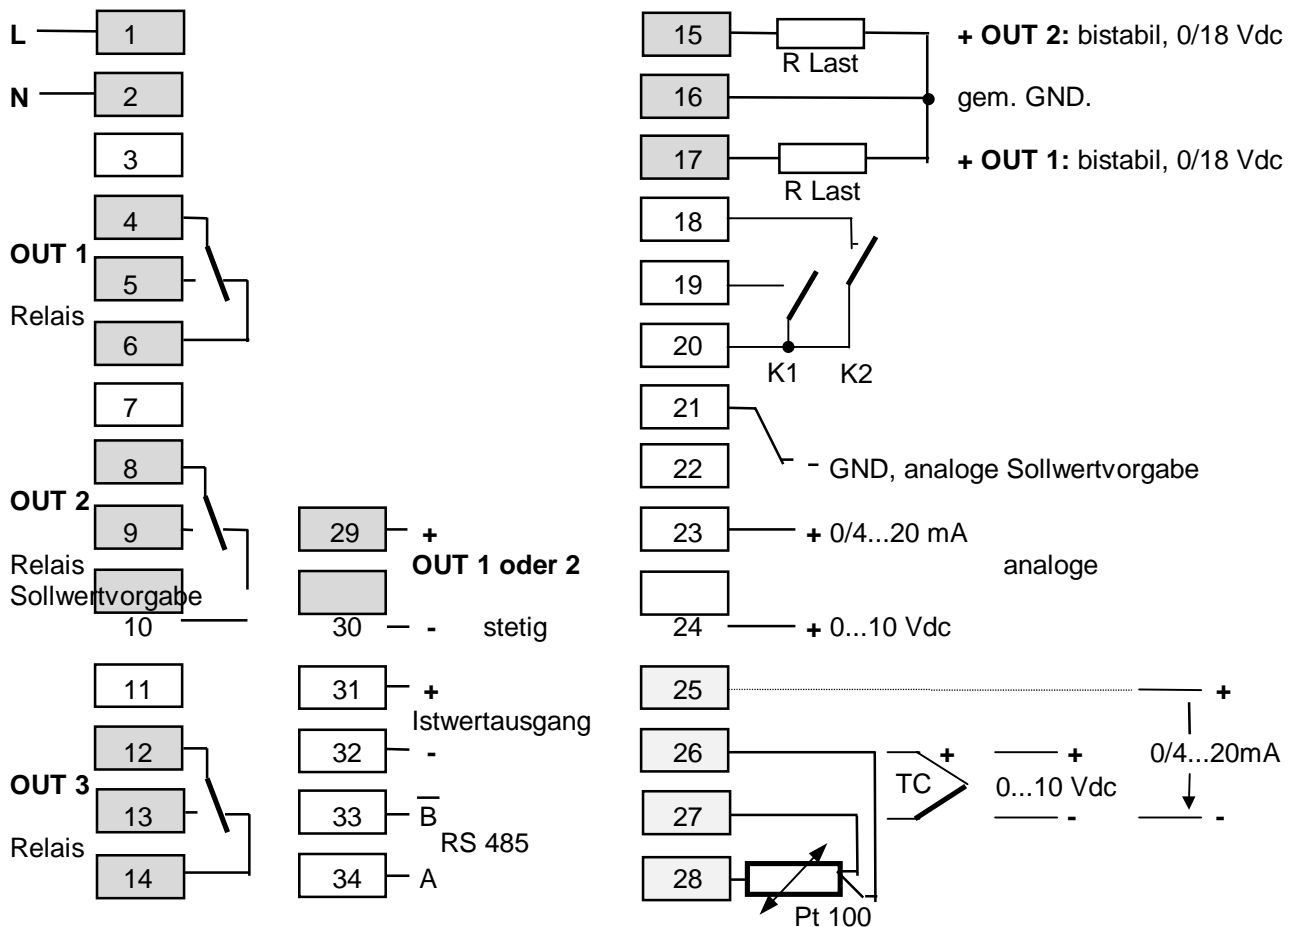 L 1
N 2
3
4
OUT 1
5
Relais
6
7
8
OUT 2
9
Relais
Sollwertvorgabe
10
11
12
OUT 3
13
Relais
14
29 +
OUT 1 oder 2
30 - stetig
31 +
Istwertausgang
32 -
33 B̅
RS 485
34 A
15 + OUT 2: bistabil, 0/18 Vdc
R Last
16 gem. GND.
17 + OUT 1: bistabil, 0/18 Vdc
R Last
18
19
20
K1 K2
21
22 - GND, analoge Sollwertvorgabe
23 + 0/4...20 mA
analoge
24 + 0...10 Vdc
25 +
26 + + 0/4...20mA
TC 0...10 Vdc
27 - -
28
Pt 100